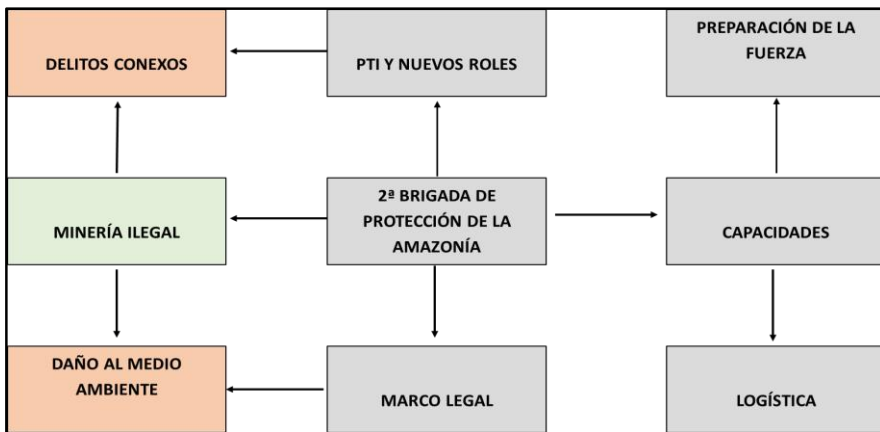 DELITOS CONEXOS
PTI Y NUEVOS ROLES
PREPARACIÓN DE LA
FUERZA
MINERÍA ILEGAL
2ª BRIGADA DE
PROTECCIÓN DE LA
AMAZONÍA
CAPACIDADES
DAÑO AL MEDIO
AMBIENTE
MARCO LEGAL
LOGÍSTICA